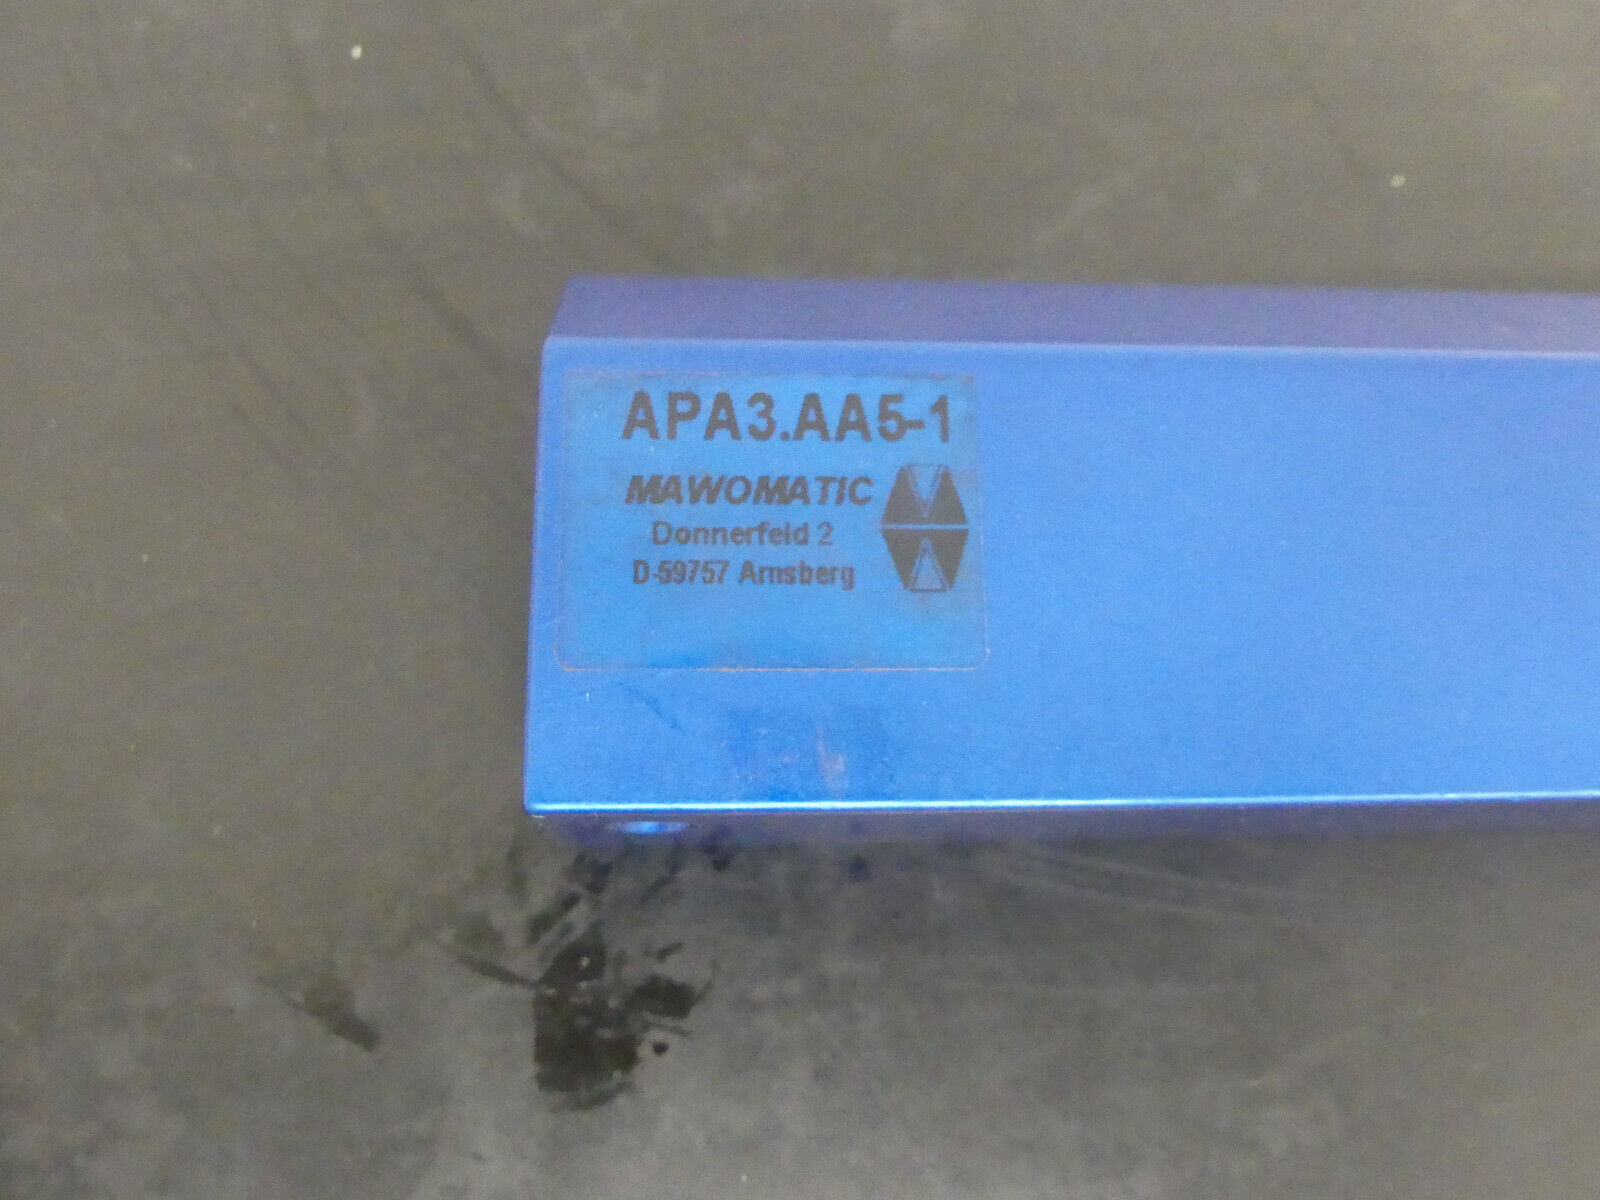 APA3.AA5-1
MAWOMATIC
Donnerfeld 2
D-59757 Arnsberg